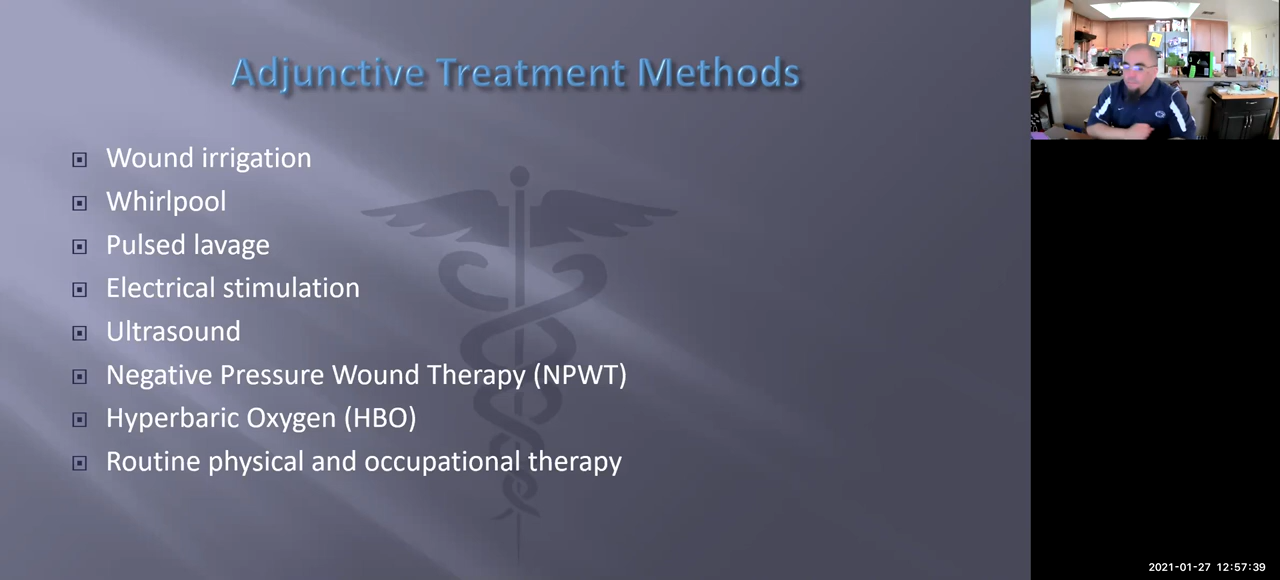 Adjunctive Treatment Methods
Wound irrigation
Whirlpool
Pulsed lavage
Electrical stimulation
Ultrasound
Negative Pressure Wound Therapy (NPWT)
Hyperbaric Oxygen (HBO)
Routine physical and occupational therapy
2021-01-27 12:57:39